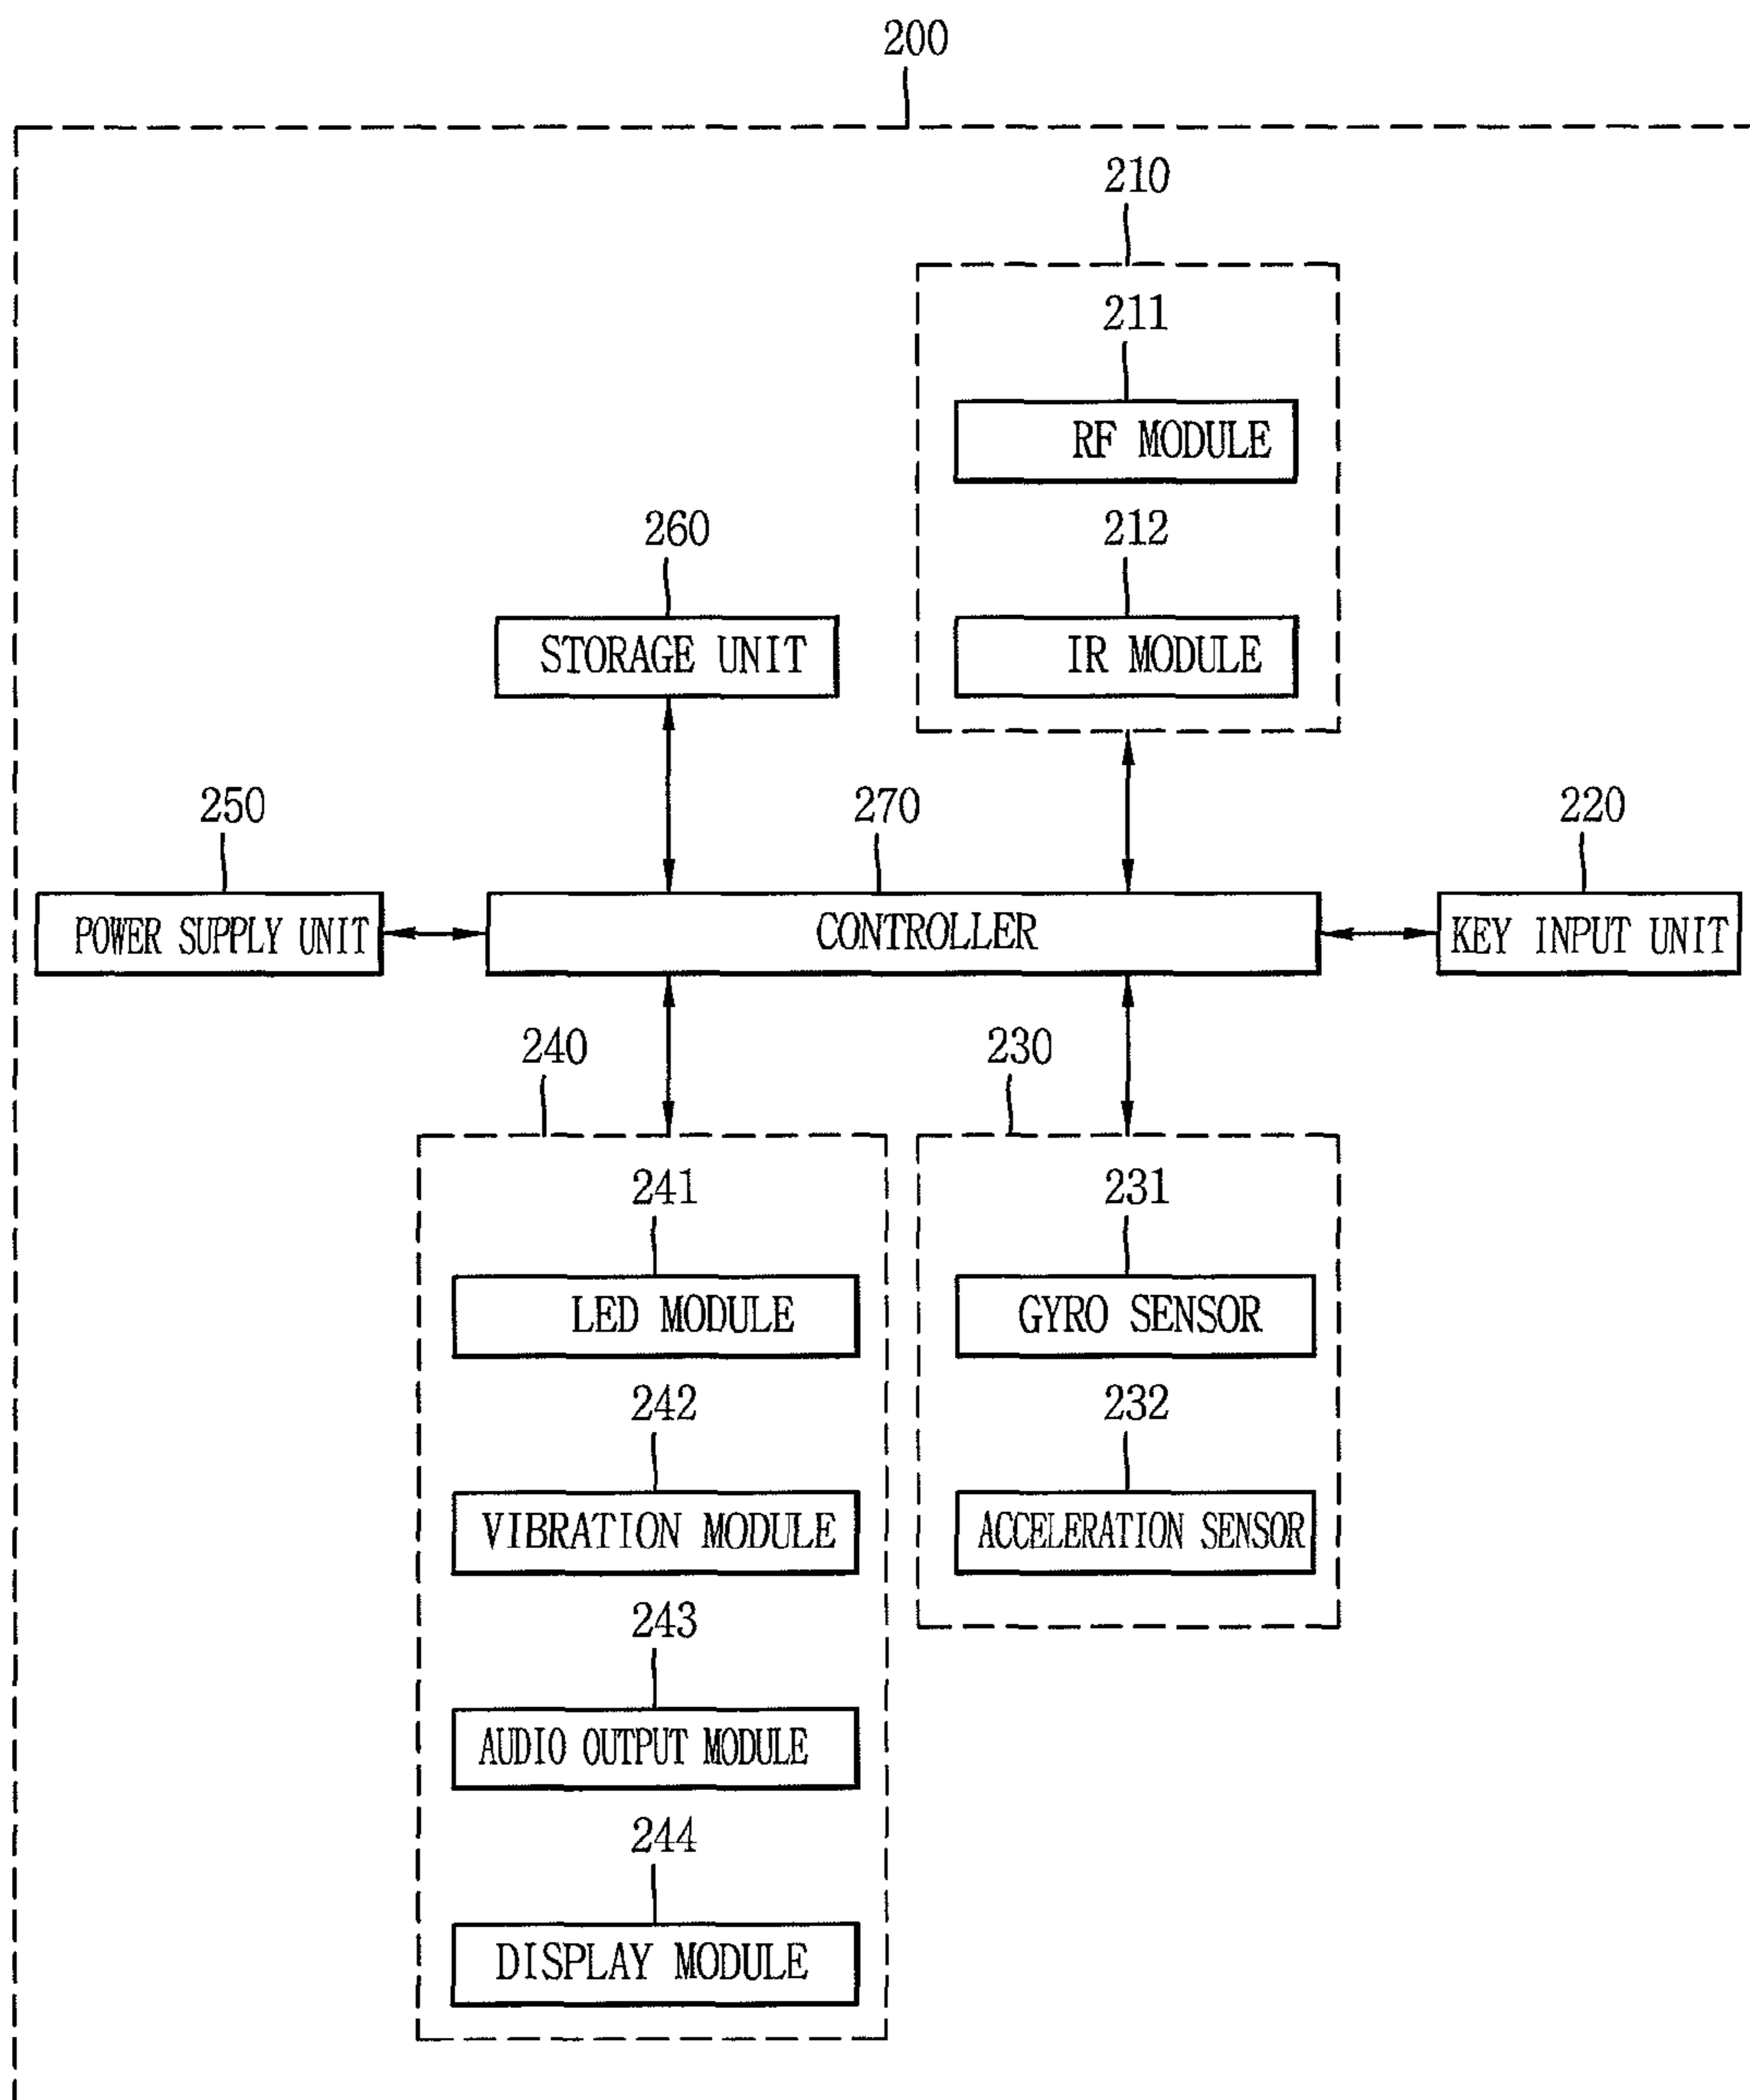 200
210
211
RF MODULE
260
212
STORAGE UNIT
IR MODULE
250
270
220
POWER SUPPLY UNIT
CONTROLLER
KEY INPUT UNIT
240
230
241
231
LED MODULE
GYRO SENSOR
242
232
VIBRATION MODULE
ACCELERATION SENSOR
243
AUDIO OUTPUT MODULE
244
DISPLAY MODULE